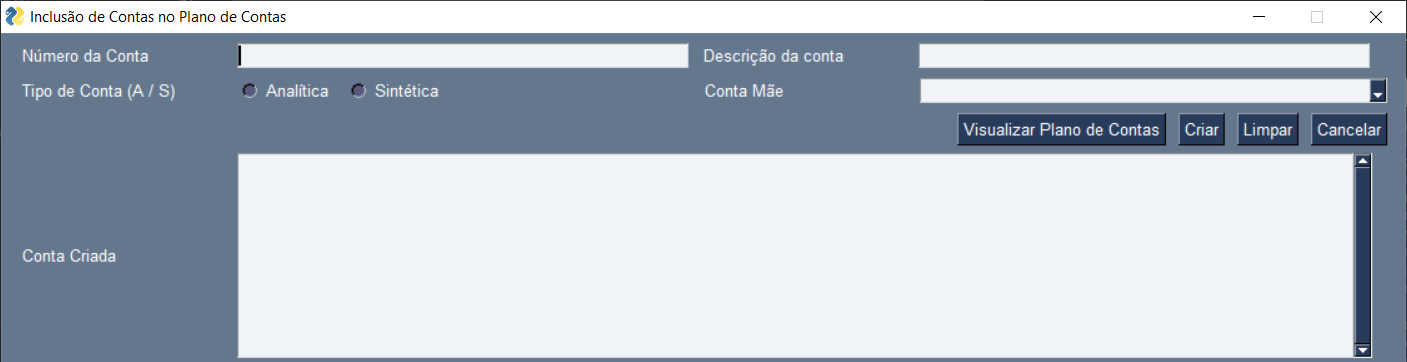 Inclusão de Contas no Plano de Contas
Número da Conta Descrição da conta
Tipo de Conta (A / S) Analítica Sintética Conta Mãe
Visualizar Plano de Contas Criar Limpar Cancelar
Conta Criada